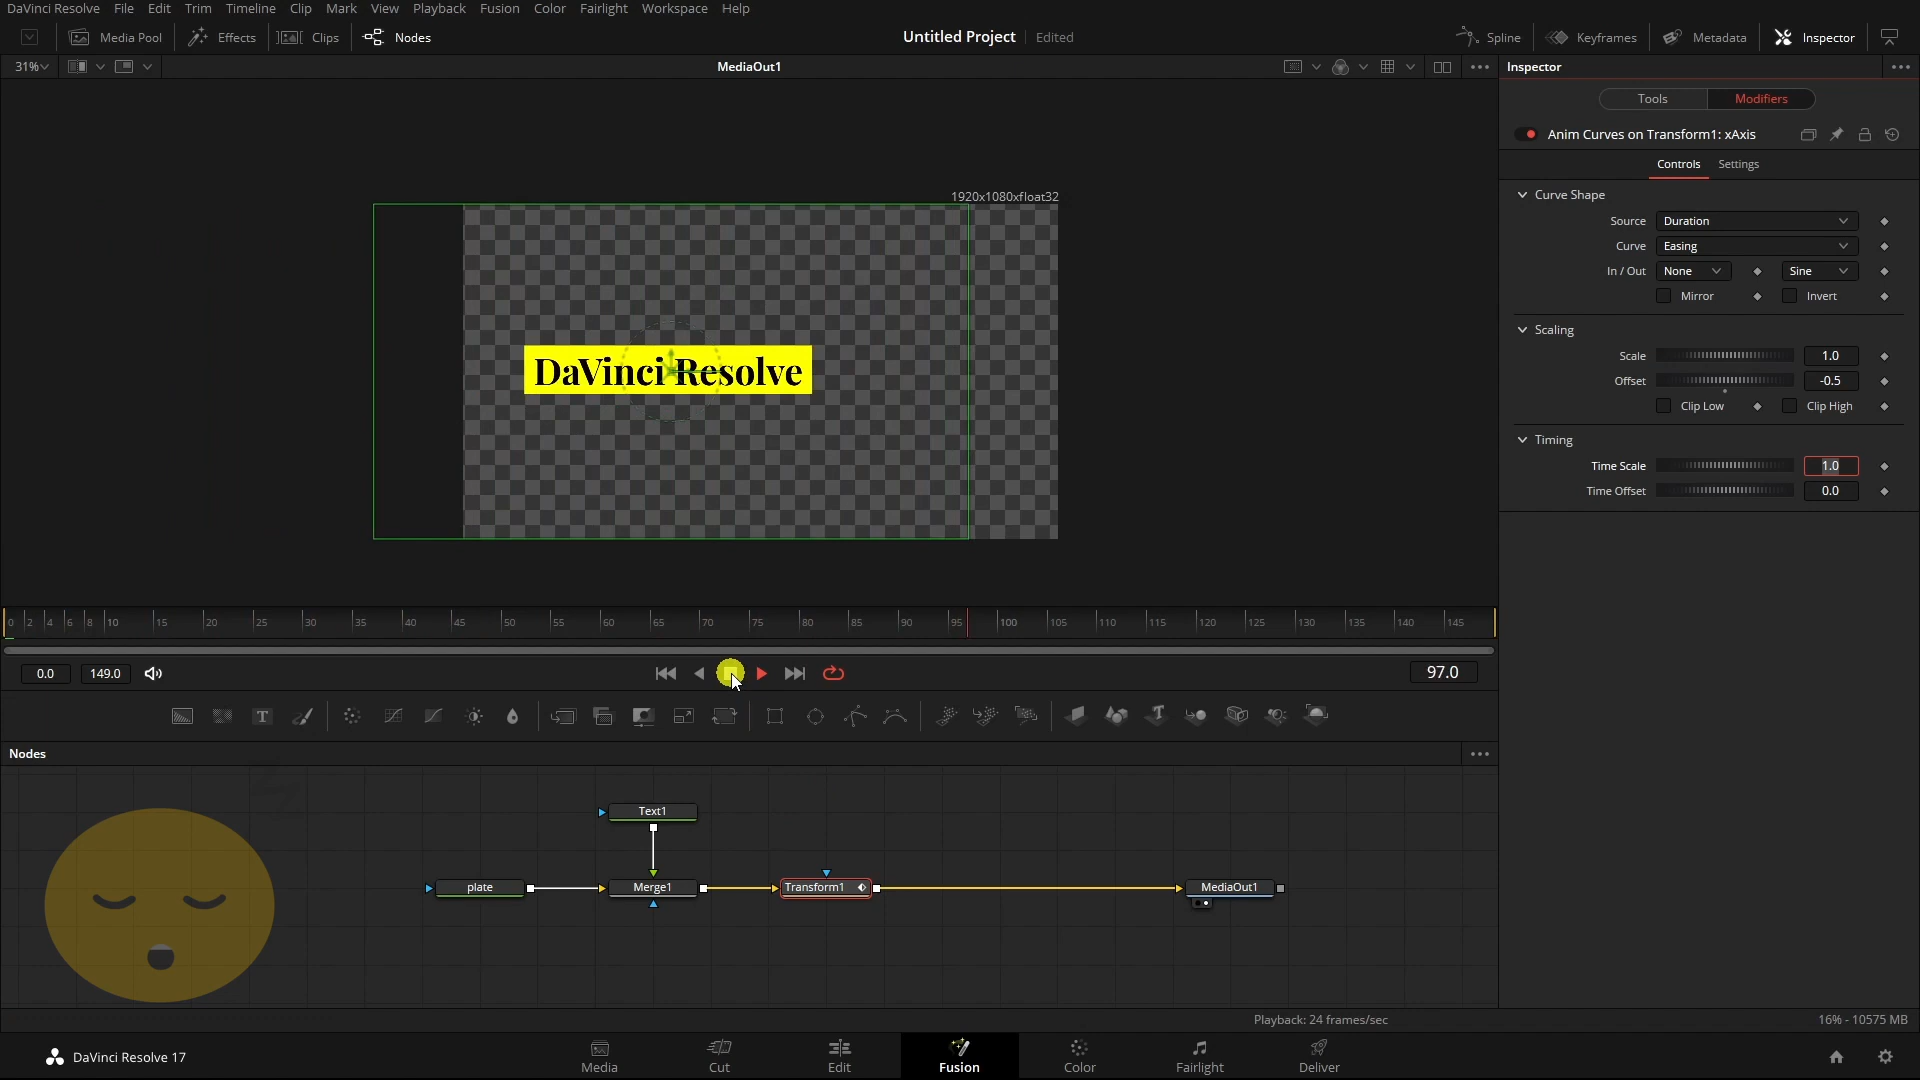 DaVinci Resolve File Edit Trim Timeline Clip Mark View Playback Fusion Color Fairlight Workspace Help
Media Pool Effects Clips Nodes Untitled Project Edited Spline Keyframes Metadata Inspector
31% MediaOut1 Inspector
Tools Modifiers
Anim Curves on Transform1: xAxis
Controls Settings
1920x1080xfloat32
Curve Shape
Source Duration
Curve Easing
In / Out None Sine
Mirror Invert
Scaling
Scale 1.0
DaVinci Resolve
Offset -0.5
Clip Low Clip High
Timing
Time Scale 1.0
Time Offset 0.0
0 2 4 6 8 10 15 20 25 30 35 40 45 50 55 60 65 70 75 80 85 90 95 100 105 110 115 120 125 130 135 140 145
0.0 149.0 97.0
Nodes
Text1
plate Merge1 Transform1 MediaOut1
Playback: 24 frames/sec 16% - 10575 MB
DaVinci Resolve 17 Media Cut Edit Fusion Color Fairlight Deliver